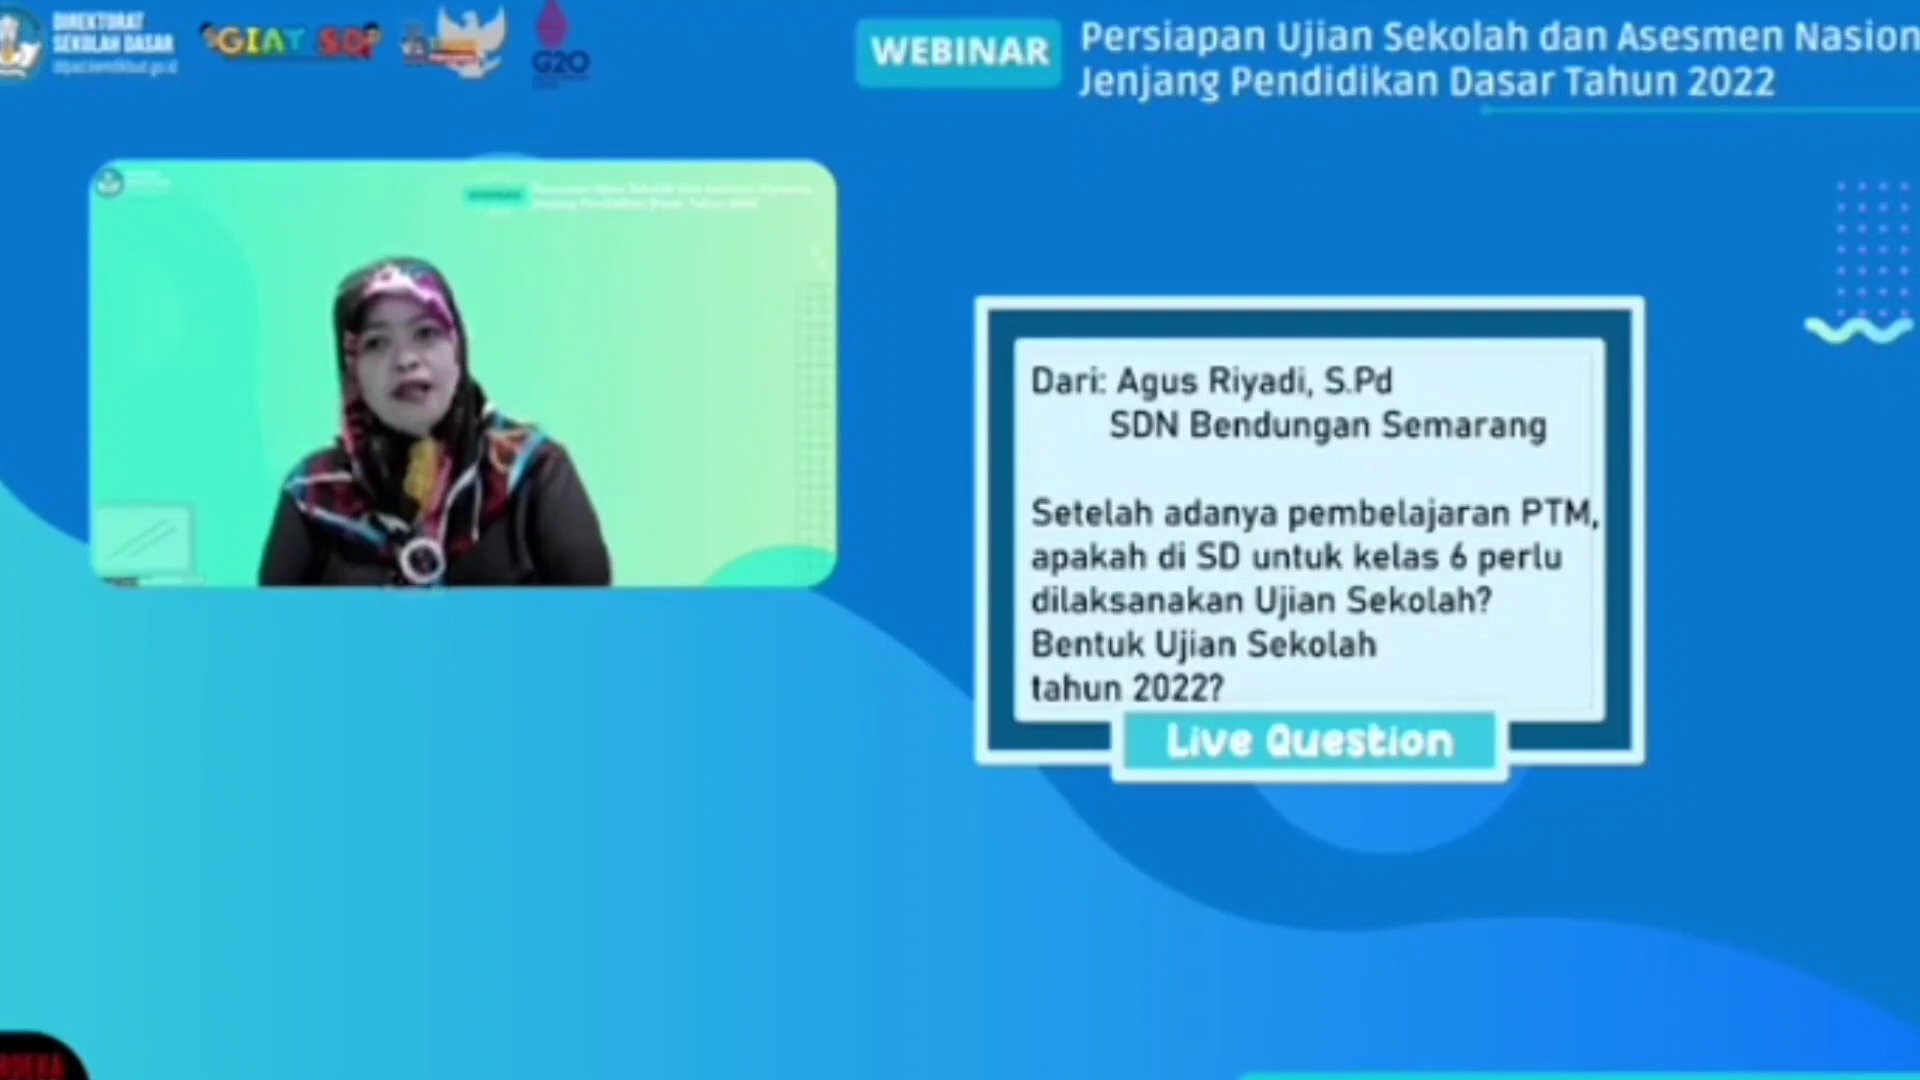 DIREKTORAT
SEKOLAH DASAR
GIAT SD
G20
WEBINAR
Persiapan Ujian Sekolah dan Asesmen Nasion
Jenjang Pendidikan Dasar Tahun 2022
Dari: Agus Riyadi, S.Pd
SDN Bendungan Semarang
Setelah adanya pembelajaran PTM,
apakah di SD untuk kelas 6 perlu
dilaksanakan Ujian Sekolah?
Bentuk Ujian Sekolah
tahun 2022?
Live Question